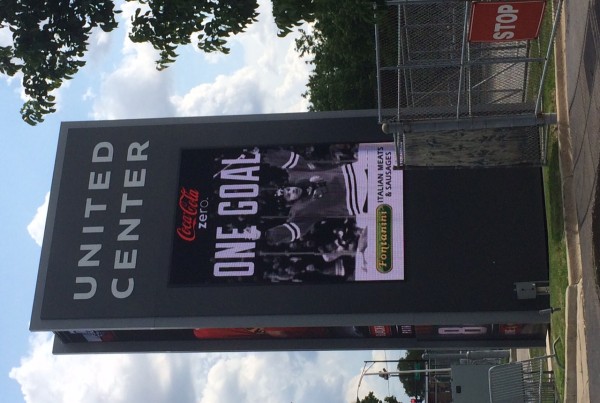 UNITED
CENTER
Coca-Cola
zero
ONE GOAL
Fontanini
ITALIAN MEATS
& SAUSAGES
STOP